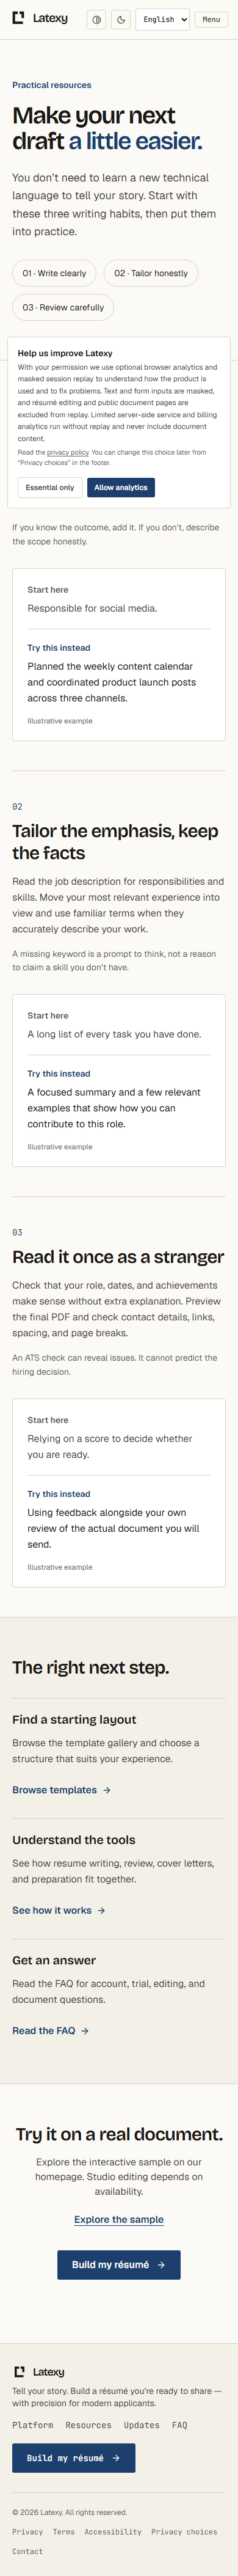 Latexy
English
Menu
Practical resources
Make your next
draft a little easier.
You don’t need to learn a new technical
language to tell your story. Start with
these three writing habits, then put them
into practice.
01 · Write clearly
02 · Tailor honestly
03 · Review carefully
Help us improve Latexy
With your permission we use optional browser analytics and
masked session replay to understand how the product is
used and to fix problems. Text and form inputs are masked,
and résumé editing and public document pages are
excluded from replay. Limited server-side service and billing
analytics run without replay and never include document
content.
Read the privacy policy. You can change this choice later from
“Privacy choices” in the footer.
Essential only
Allow analytics
If you know the outcome, add it. If you don’t, describe
the scope honestly.
Start here
Responsible for social media.
Try this instead
Planned the weekly content calendar
and coordinated product launch posts
across three channels.
Illustrative example
02
Tailor the emphasis, keep
the facts
Read the job description for responsibilities and
skills. Move your most relevant experience into
view and use familiar terms when they
accurately describe your work.
A missing keyword is a prompt to think, not a reason
to claim a skill you don’t have.
Start here
A long list of every task you have done.
Try this instead
A focused summary and a few relevant
examples that show how you can
contribute to this role.
Illustrative example
03
Read it once as a stranger
Check that your role, dates, and achievements
make sense without extra explanation. Preview
the final PDF and check contact details, links,
spacing, and page breaks.
An ATS check can reveal issues. It cannot predict the
hiring decision.
Start here
Relying on a score to decide whether
you are ready.
Try this instead
Using feedback alongside your own
review of the actual document you will
send.
Illustrative example
The right next step.
Find a starting layout
Browse the template gallery and choose a
structure that suits your experience.
Browse templates →
Understand the tools
See how resume writing, review, cover letters,
and preparation fit together.
See how it works →
Get an answer
Read the FAQ for account, trial, editing, and
document questions.
Read the FAQ →
Try it on a real document.
Explore the interactive sample on our
homepage. Studio editing depends on
availability.
Explore the sample
Build my résumé →
Latexy
Tell your story. Build a résumé you’re ready to share —
with precision for modern applicants.
Platform Resources Updates FAQ
Build my résumé →
© 2026 Latexy. All rights reserved.
Privacy Terms Accessibility Privacy choices
Contact